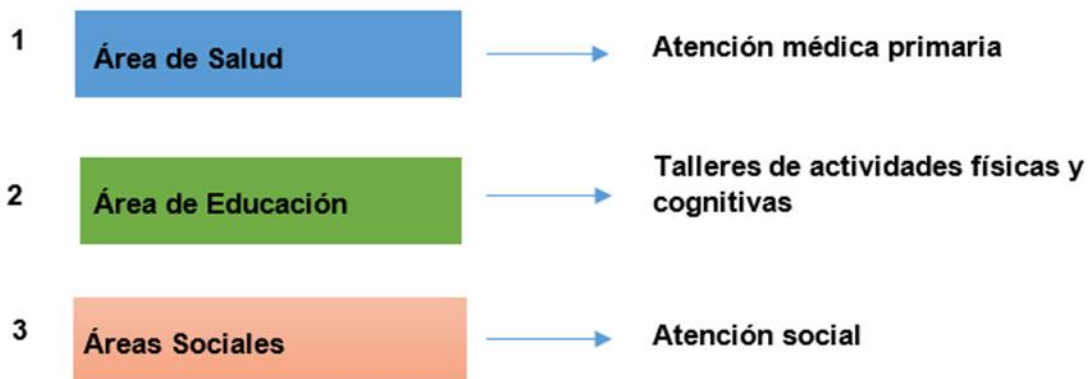 1
Área de Salud
Atención médica primaria
2
Área de Educación
Talleres de actividades físicas y
cognitivas
3
Áreas Sociales
Atención social